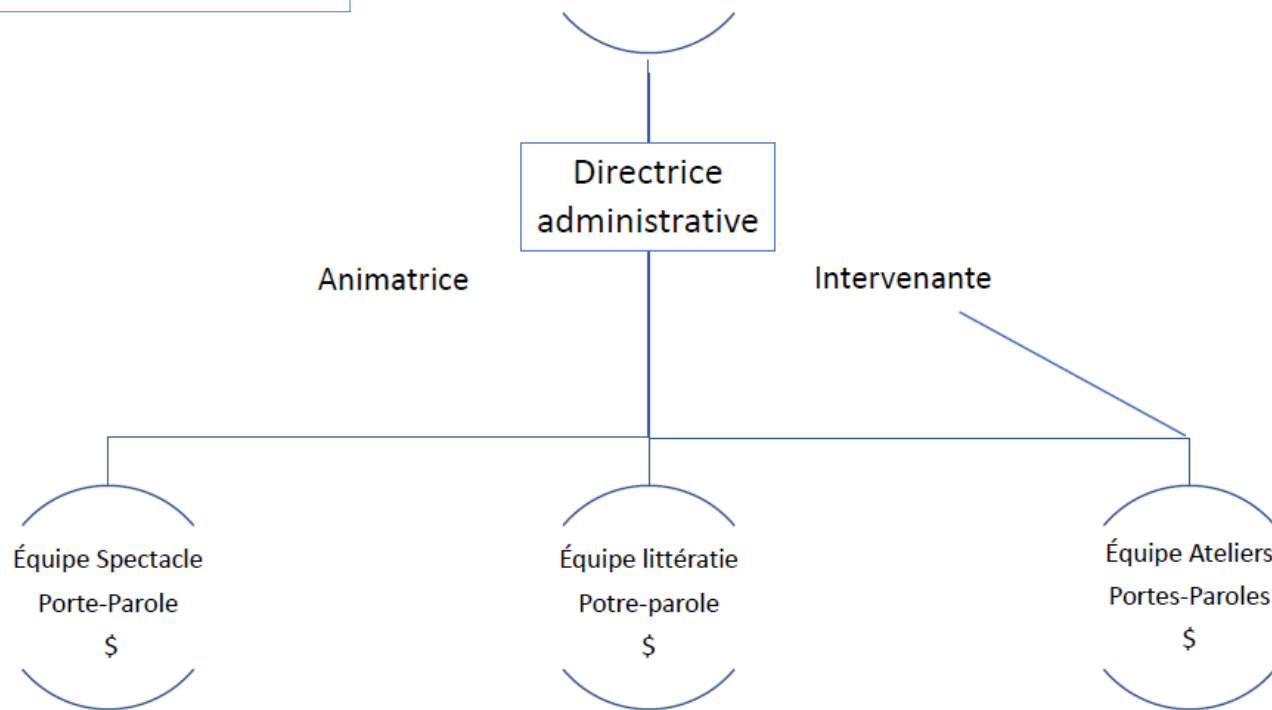 Directrice
administrative
Animatrice
Intervenante
Équipe Spectacle
Porte-Parole
$
Équipe littératie
Potre-parole
$
Équipe Ateliers
Portes-Paroles
$